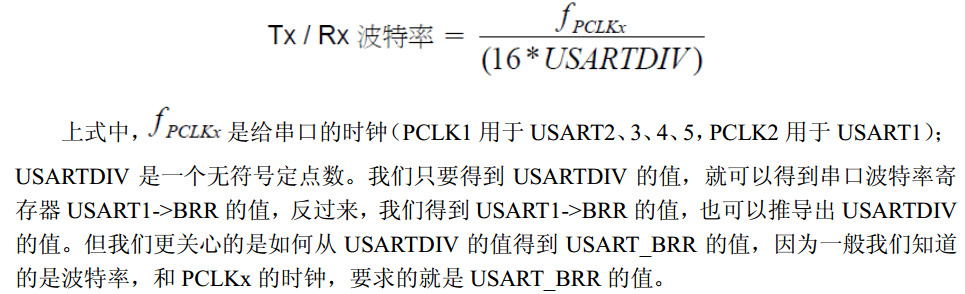 Tx / Rx 波特率 = f PCLKx / (16 * USARTDIV)
上式中，f PCLKx 是给串口的时钟（PCLK1 用于 USART2、3、4、5，PCLK2 用于 USART1）；
USARTDIV 是一个无符号定点数。我们只要得到 USARTDIV 的值，就可以得到串口波特率寄
存器 USART1->BRR 的值，反过来，我们得到 USART1->BRR 的值，也可以推导出 USARTDIV
的值。但我们更关心的是如何从 USARTDIV 的值得到 USART_BRR 的值，因为一般我们知道
的是波特率，和 PCLKx 的时钟，要求的就是 USART_BRR 的值。